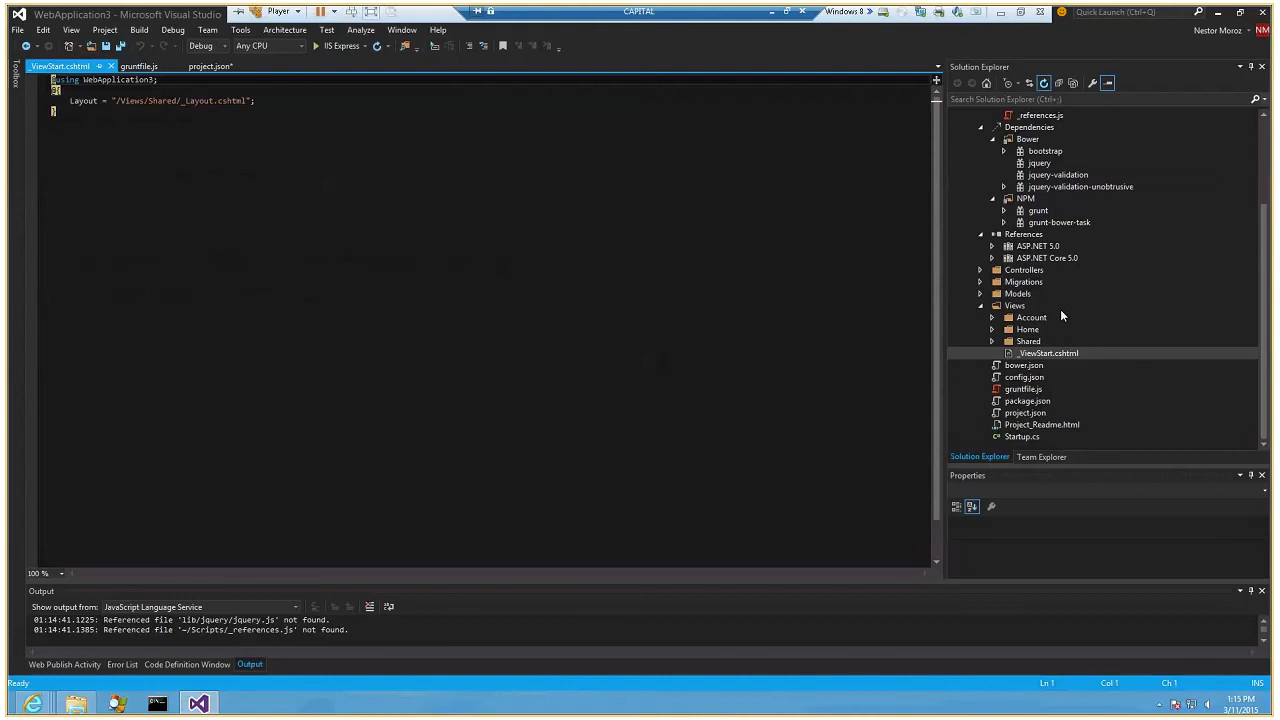 WebApplication3 - Microsoft Visual Studio
Player
CAPITAL
Windows 8
Quick Launch (Ctrl+;)
File Edit View Project Build Debug Team Tools Architecture Test Analyze Window Help
Nestor Moroz NM
Debug Any CPU IIS Express
_ViewStart.cshtml gruntfile.js project.json*
Toolbox
@using WebApplication3;
@{
Layout = "/Views/Shared/_Layout.cshtml";
}
100 %
Solution Explorer
Search Solution Explorer (Ctrl+;)
_references.js
Dependencies
Bower
bootstrap
jquery
jquery-validation
jquery-validation-unobtrusive
NPM
grunt
grunt-bower-task
References
ASP.NET 5.0
ASP.NET Core 5.0
Controllers
Migrations
Models
Views
Account
Home
Shared
_ViewStart.cshtml
bower.json
config.json
gruntfile.js
package.json
project.json
Project_Readme.html
Startup.cs
Solution Explorer Team Explorer
Properties
Output
Show output from: JavaScript Language Service
01:14:41.1225: Referenced file 'lib/jquery/jquery.js' not found.
01:14:41.1385: Referenced file '~/Scripts/_references.js' not found.
Web Publish Activity Error List Code Definition Window Output
Ready Ln 1 Col 1 Ch 1 INS
1:15 PM
3/11/2015